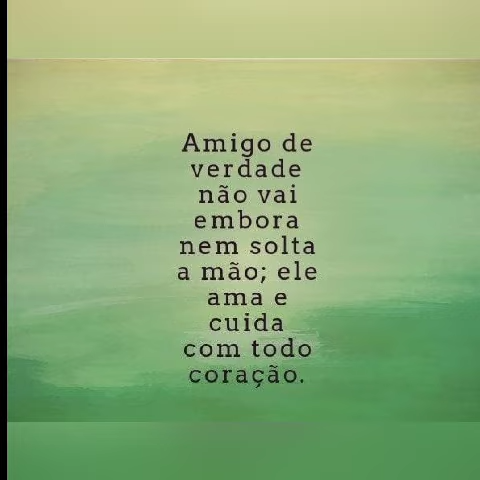 Amigo de
verdade
não vai
embora
nem solta
a mão; ele
ama e
cuida
com todo
coração.